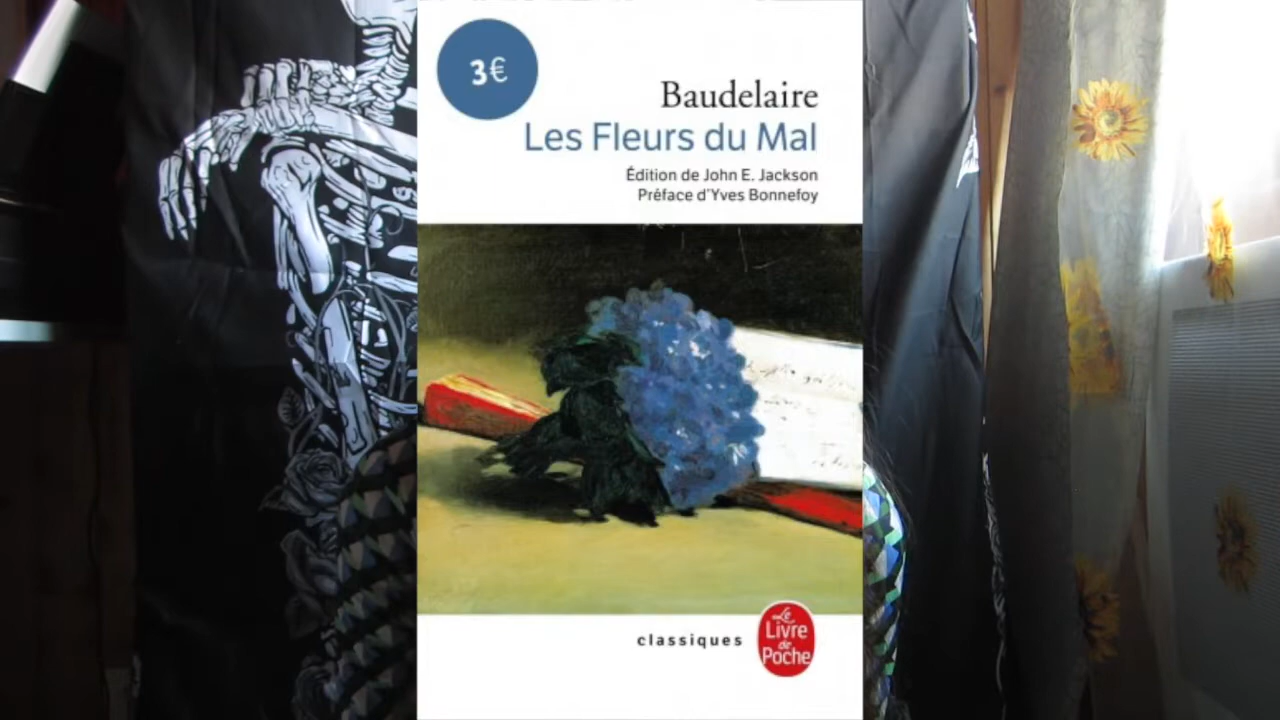 3€
Baudelaire
Les Fleurs du Mal
Édition de John E. Jackson
Préface d'Yves Bonnefoy
classiques
Le
Livre
de
Poche